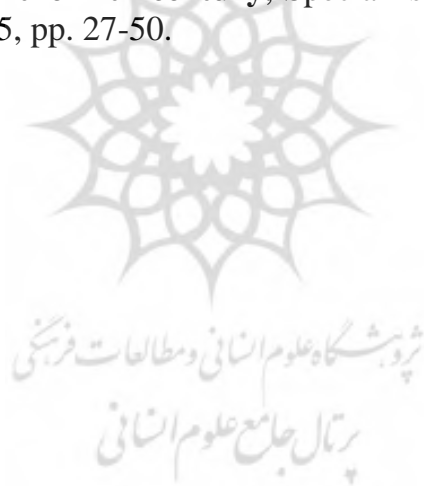 5, pp. 27-50.
پژوهشگاه علوم انسانی و مطالعات فرهنگی
پرتال جامع علوم انسانی